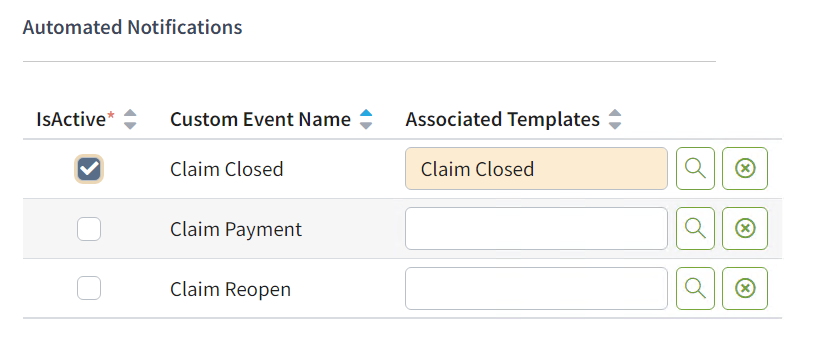 Automated Notifications
IsActive* Custom Event Name Associated Templates
Claim Closed Claim Closed
Claim Payment
Claim Reopen